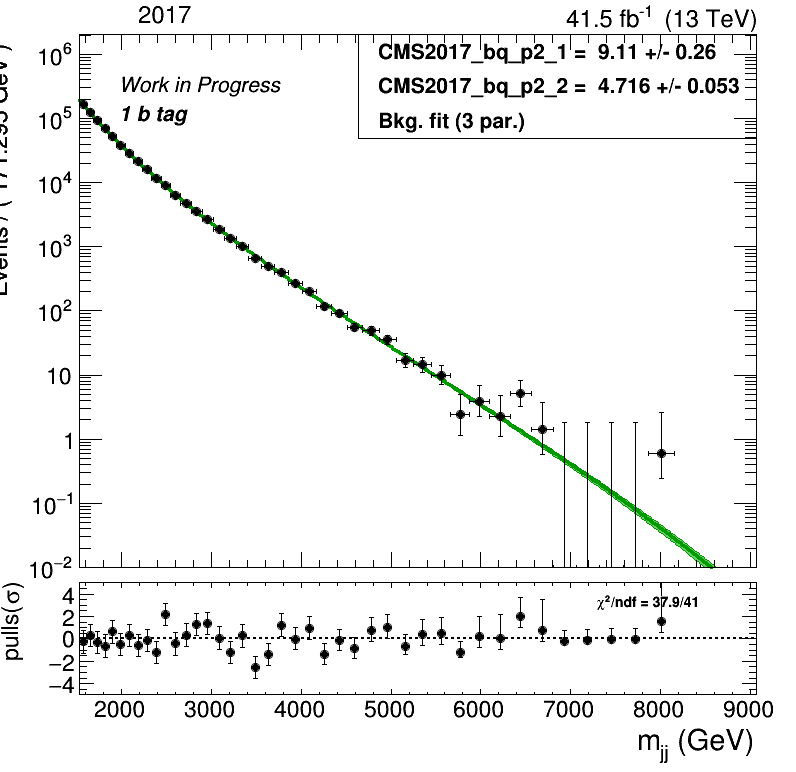 2017
41.5 fb⁻¹ (13 TeV)
CMS2017_bq_p2_1 = 9.11 +/- 0.26
CMS2017_bq_p2_2 = 4.716 +/- 0.053
Bkg. fit (3 par.)
Work in Progress
1 b tag
10⁶
10⁵
10⁴
10³
10²
10
1
10⁻¹
10⁻²
χ²/ndf = 37.9/41
pulls(σ)
4
2
0
−2
−4
2000 3000 4000 5000 6000 7000 8000 9000
m_jj (GeV)